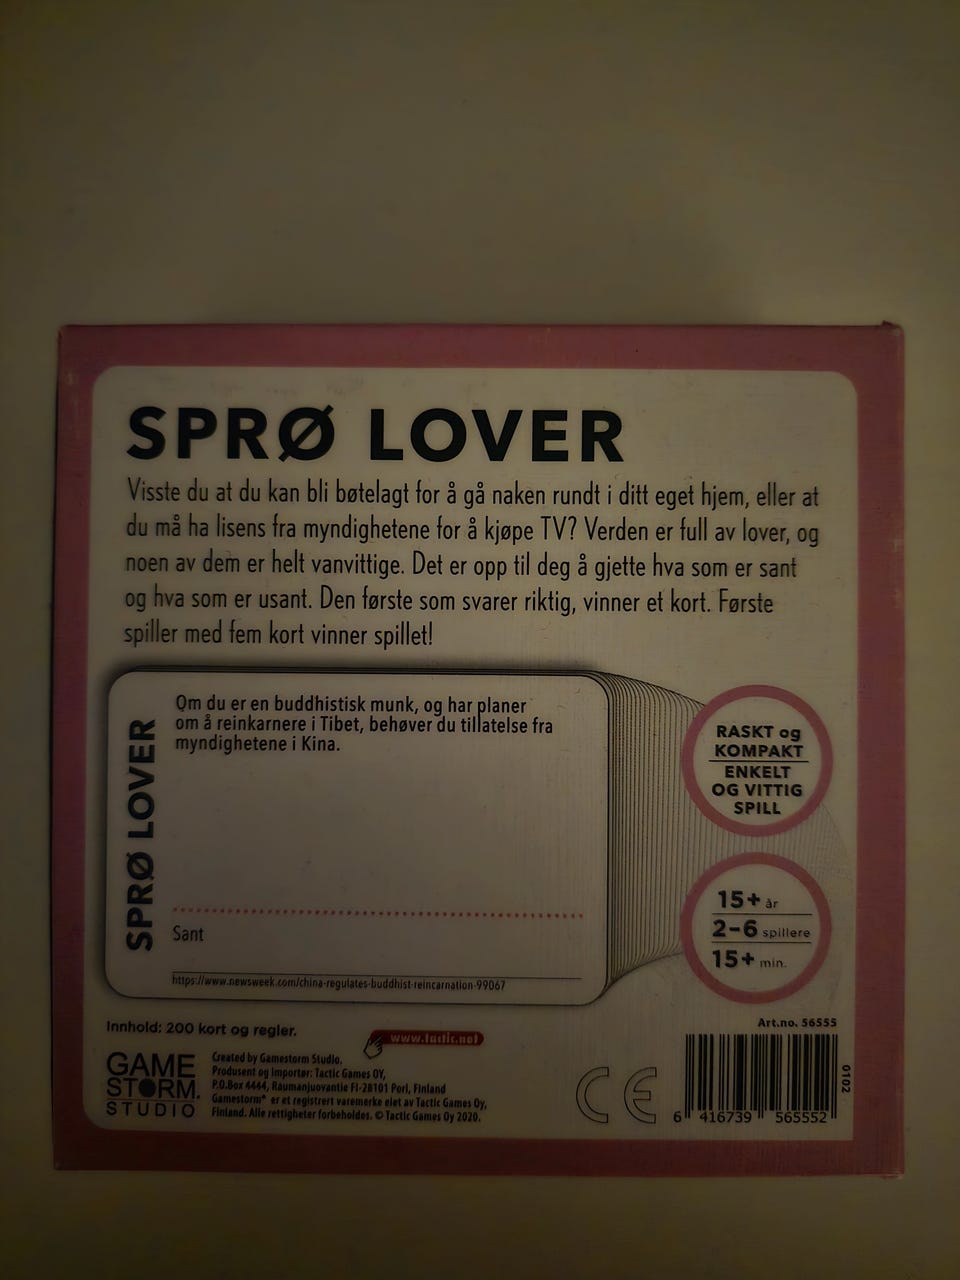 SPRØ LOVER
Visste du at du kan bli bøtelagt for å gå naken rundt i ditt eget hjem, eller at
du må ha lisens fra myndighetene for å kjøpe TV? Verden er full av lover, og
noen av dem er helt vanvittige. Det er opp til deg å gjette hva som er sant
og hva som er usant. Den første som svarer riktig, vinner et kort. Første
spiller med fem kort vinner spillet!
SPRØ LOVER
Om du er en buddhistisk munk, og har planer
om å reinkarnere i Tibet, behøver du tillatelse fra
myndighetene i Kina.
Sant
https://www.newsweek.com/china-regulates-buddhist-reincarnation-99067
RASKT og
KOMPAKT
ENKELT
OG VITTIG
SPILL
15+ år
2-6 spillere
15+ min.
Innhold: 200 kort og regler.
www.tactic.net
GAME
STORM.
STUDIO
Created by Gamestorm Studio.
Produsent og importør: Tactic Games OY,
P.O.Box 4444, Raumanjuovantie FI-28101 Pori, Finland
Gamestorm® er et registrert varemerke eiet av Tactic Games Oy,
Finland. Alle rettigheter forbeholdes. © Tactic Games Oy 2020.
CE
Art.no. 56555
0102
6 416739 565552